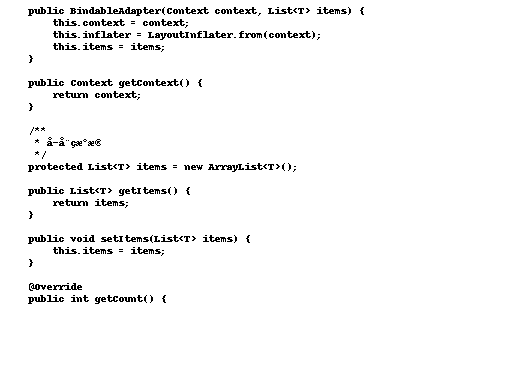 public BindableAdapter(Context context, List<T> items) {
this.context = context;
this.inflater = LayoutInflater.from(context);
this.items = items;
}
public Context getContext() {
return context;
}
/**
*
*/
protected List<T> items = new ArrayList<T>();
public List<T> getItems() {
return items;
}
public void setItems(List<T> items) {
this.items = items;
}
@Override
public int getCount() {